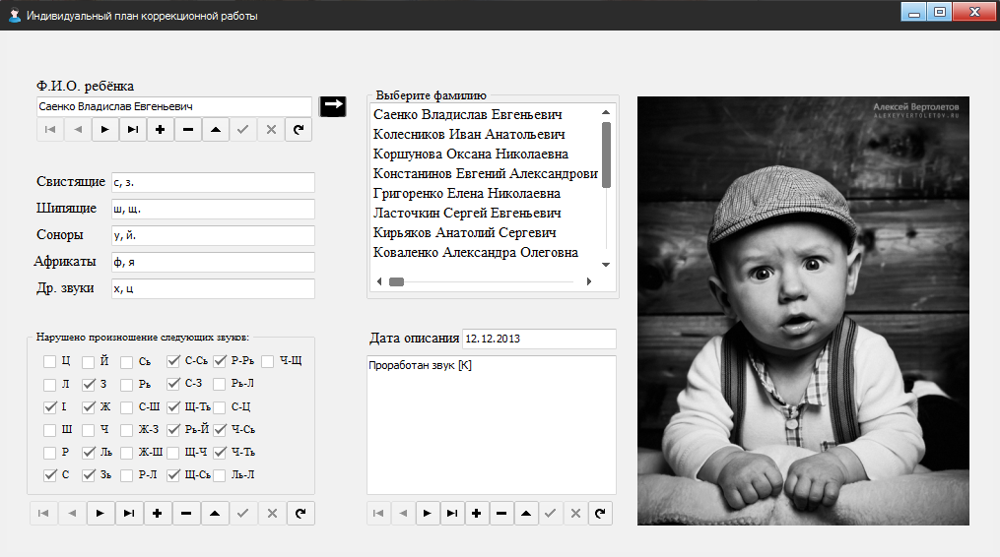 Индивидуальный план коррекционной работы
Ф.И.О. ребёнка
Саенко Владислав Евгеньевич
Свистящие с, з.
Шипящие ш, щ.
Соноры у, й.
Африкаты ф, я
Др. звуки х, ц
Нарушено произношение следующих звуков:
Ц Й Сь С-Сь Р-Рь Ч-Щ
Л З Рь С-З Рь-Л
І Ж С-Ш Щ-Ть С-Ц
Ш Ч Ж-З Рь-Й Ч-Сь
Р Ль Ж-Ш Щ-Ч Ч-Ть
С Зь Р-Л Щ-Сь Ль-Л
Выберите фамилию
Саенко Владислав Евгеньевич
Колесников Иван Анатольевич
Коршунова Оксана Николаевна
Констанинов Евгений Александрови
Григоренко Елена Николаевна
Ласточкин Сергей Евгеньевич
Кирьяков Анатолий Сергевич
Коваленко Александра Олеговна
Дата описания 12.12.2013
Проработан звук [К]
Алексей Вертолетов
ALEXEYVERTOLETOV.RU